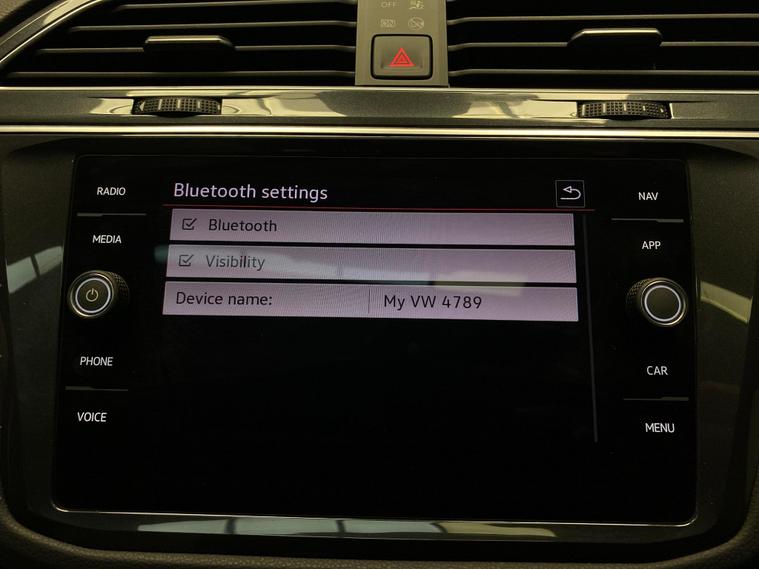 OFF
RADIO
Bluetooth settings
NAV
MEDIA
Bluetooth
APP
Visibility
Device name: My VW 4789
PHONE
CAR
VOICE
MENU